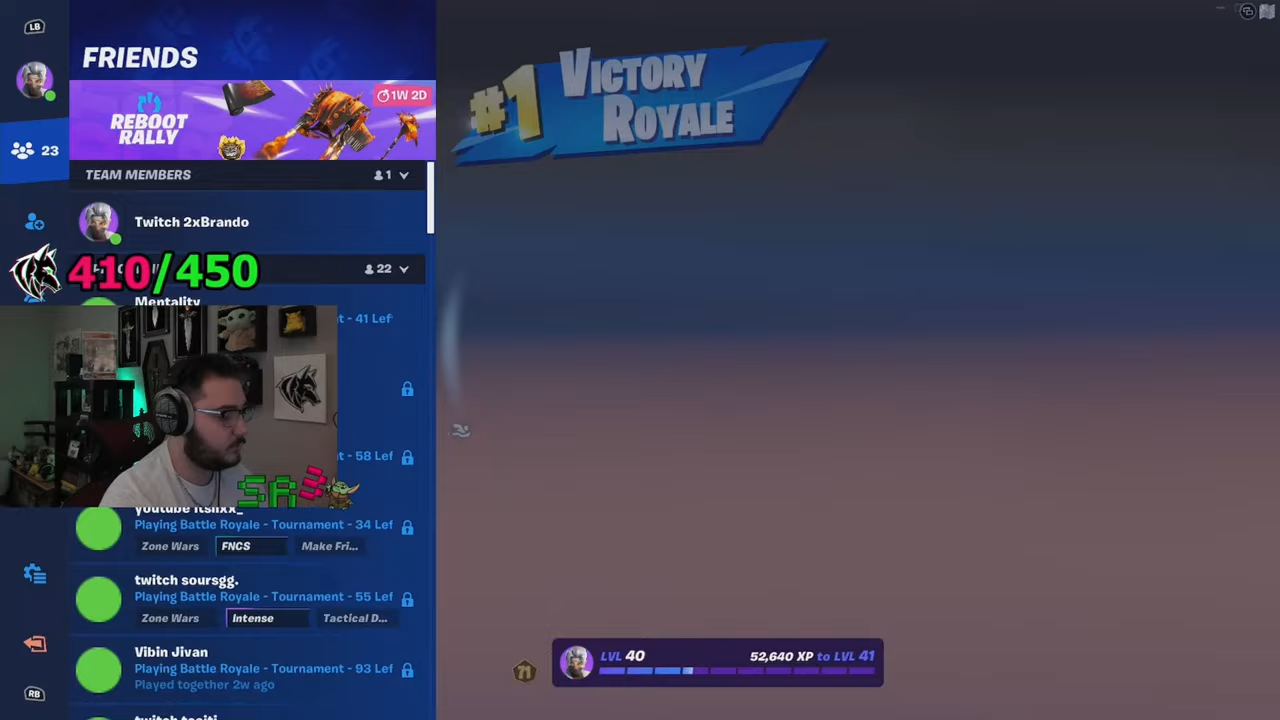 LB
FRIENDS
#1 VICTORY
ROYALE
REBOOT
RALLY
1W 2D
23
TEAM MEMBERS
1
Twitch 2xBrando
410/450
22
Mentality
t - 41 Lef
t - 58 Lef
SA3
Playing Battle Royale - Tournament - 34 Lef
Zone Wars
FNCS
Make Fri...
twitch soursgg.
Playing Battle Royale - Tournament - 55 Lef
Zone Wars
Intense
Tactical D...
Vibin Jivan
Playing Battle Royale - Tournament - 93 Lef
Played together 2w ago
RB
71
LVL 40
52,640 XP to LVL 41